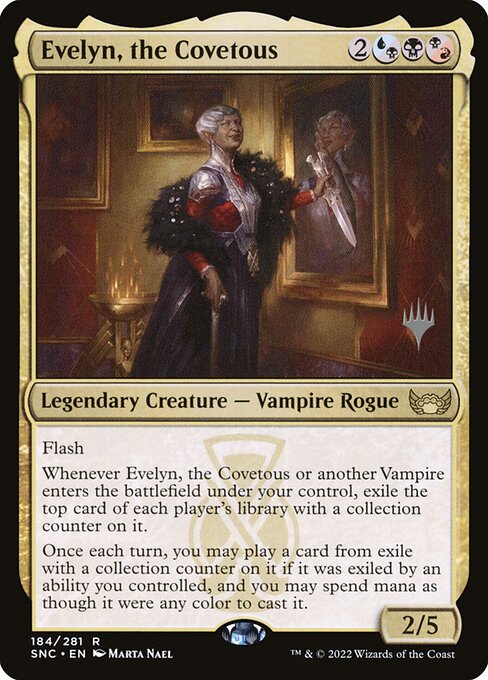 Evelyn, the Covetous 2
Legendary Creature — Vampire Rogue
Flash
Whenever Evelyn, the Covetous or another Vampire
enters the battlefield under your control, exile the
top card of each player's library with a collection
counter on it.
Once each turn, you may play a card from exile
with a collection counter on it if it was exiled by an
ability you controlled, and you may spend mana as
though it were any color to cast it.
2/5
184/281 R
SNC • EN Marta Nael
™ & © 2022 Wizards of the Coast